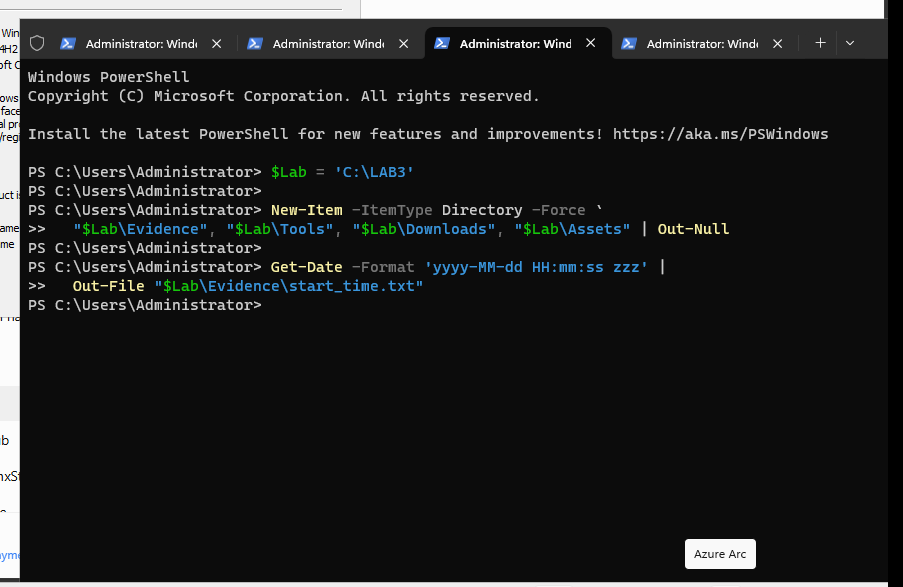 Administrator: Winde
Administrator: Winde
Administrator: Wind
Administrator: Winde
Windows PowerShell
Copyright (C) Microsoft Corporation. All rights reserved.
Install the latest PowerShell for new features and improvements! https://aka.ms/PSWindows
PS C:\Users\Administrator> $Lab = 'C:\LAB3'
PS C:\Users\Administrator>
PS C:\Users\Administrator> New-Item -ItemType Directory -Force `
>>   "$Lab\Evidence", "$Lab\Tools", "$Lab\Downloads", "$Lab\Assets" | Out-Null
PS C:\Users\Administrator>
PS C:\Users\Administrator> Get-Date -Format 'yyyy-MM-dd HH:mm:ss zzz' |
>>   Out-File "$Lab\Evidence\start_time.txt"
PS C:\Users\Administrator>
Azure Arc